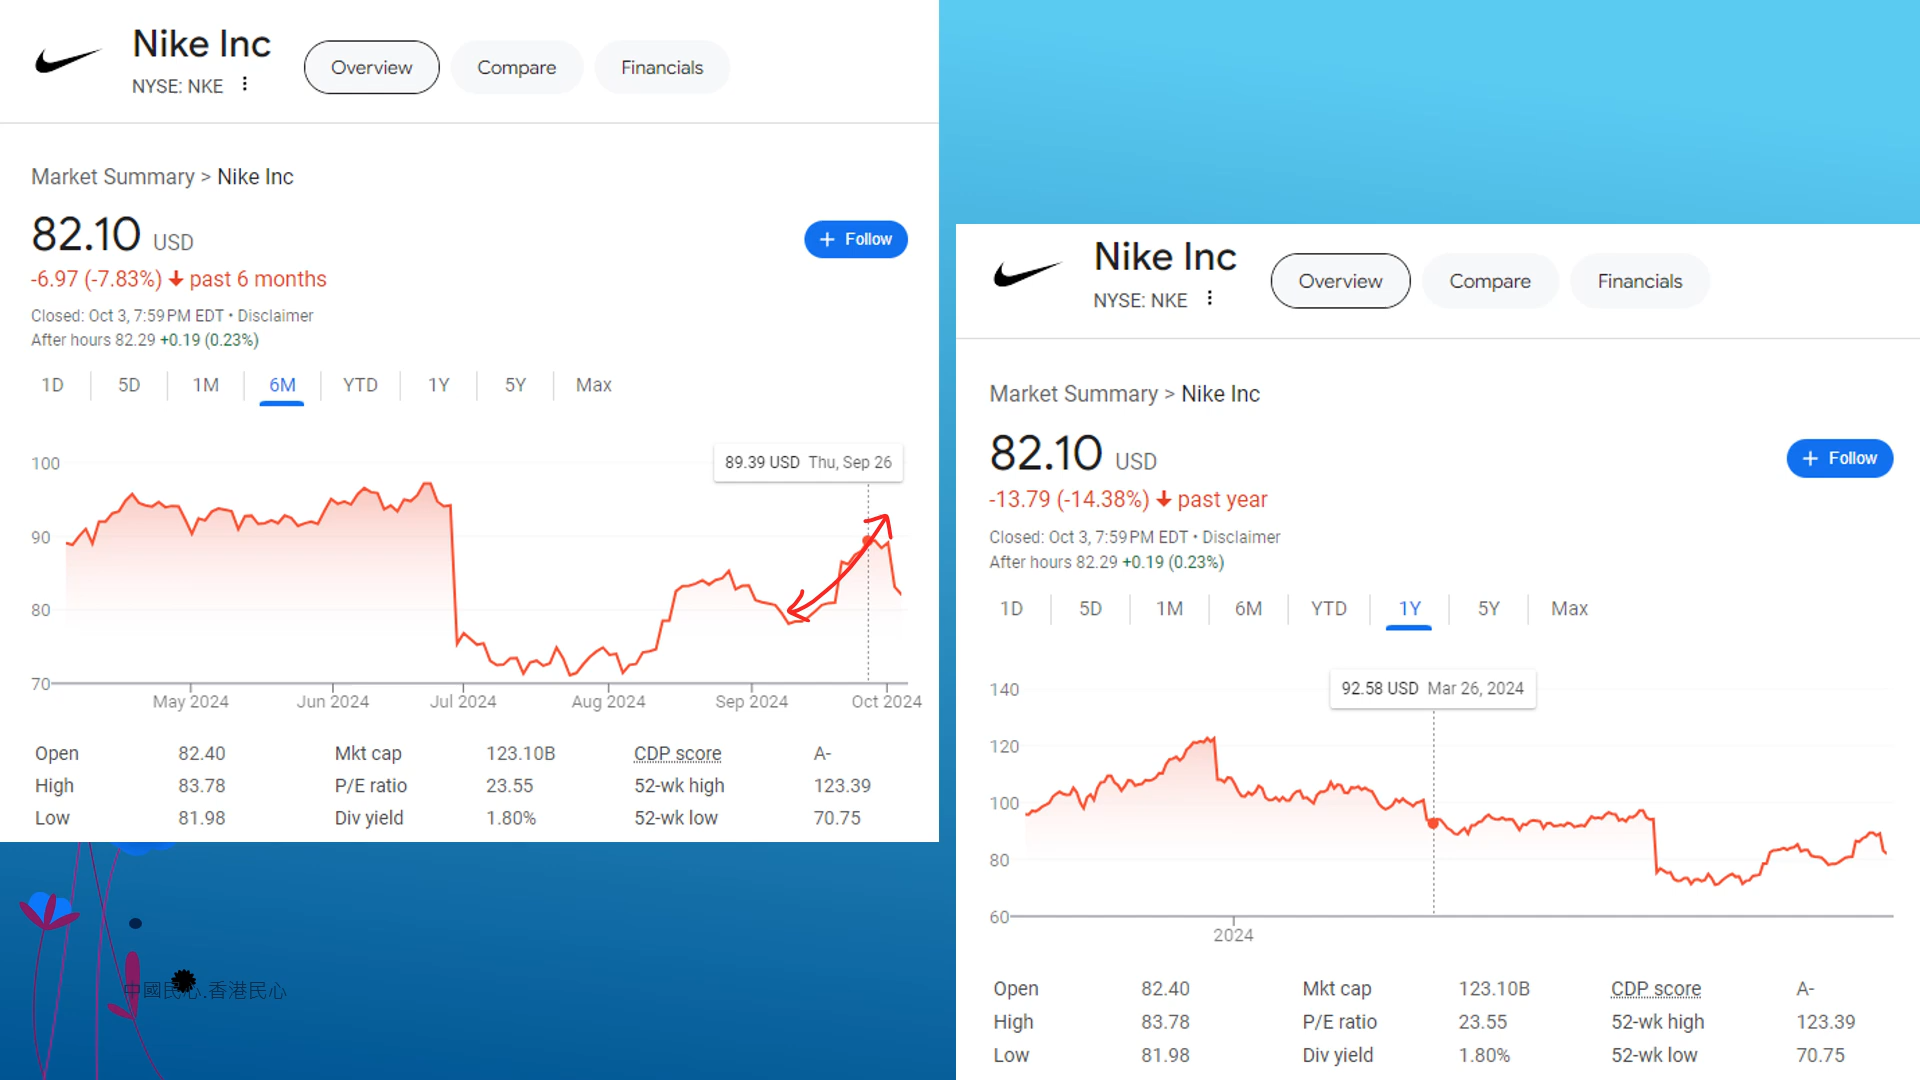 Nike Inc
NYSE: NKE
Overview
Compare
Financials
Market Summary > Nike Inc
82.10 USD
+ Follow
-6.97 (-7.83%) ↓ past 6 months
Closed: Oct 3, 7:59 PM EDT • Disclaimer
After hours 82.29 +0.19 (0.23%)
1D 5D 1M 6M YTD 1Y 5Y Max
89.39 USD Thu, Sep 26
100
90
80
70
May 2024 Jun 2024 Jul 2024 Aug 2024 Sep 2024 Oct 2024
Open 82.40 Mkt cap 123.10B CDP score A-
High 83.78 P/E ratio 23.55 52-wk high 123.39
Low 81.98 Div yield 1.80% 52-wk low 70.75
中國民心.香港民心
Nike Inc
NYSE: NKE
Overview
Compare
Financials
Market Summary > Nike Inc
82.10 USD
+ Follow
-13.79 (-14.38%) ↓ past year
Closed: Oct 3, 7:59 PM EDT • Disclaimer
After hours 82.29 +0.19 (0.23%)
1D 5D 1M 6M YTD 1Y 5Y Max
92.58 USD Mar 26, 2024
140
120
100
80
60
2024
Open 82.40 Mkt cap 123.10B CDP score A-
High 83.78 P/E ratio 23.55 52-wk high 123.39
Low 81.98 Div yield 1.80% 52-wk low 70.75